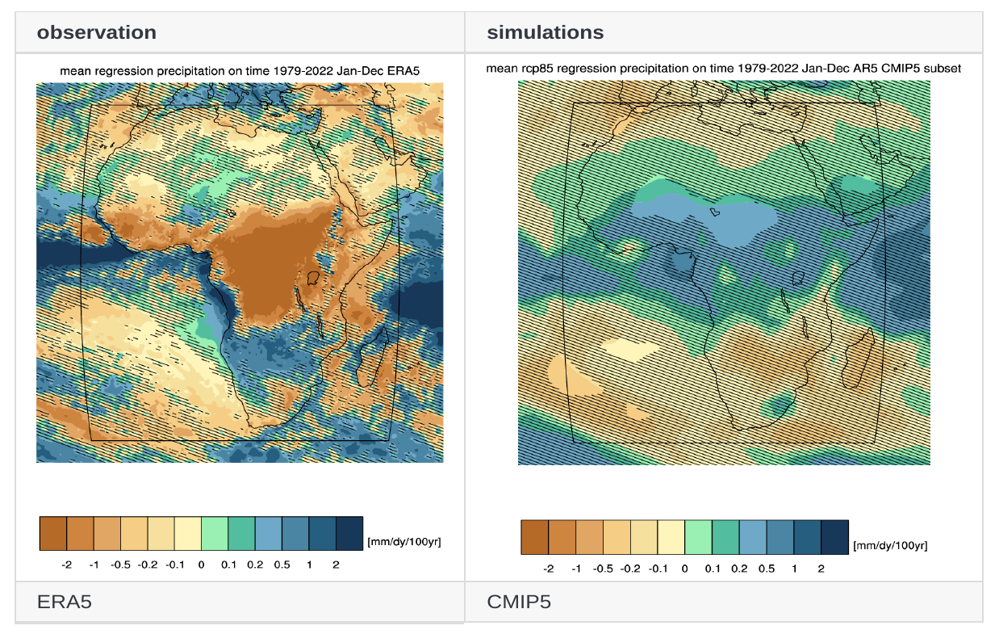 observation
simulations
mean regression precipitation on time 1979-2022 Jan-Dec ERA5
mean rcp85 regression precipitation on time 1979-2022 Jan-Dec AR5 CMIP5 subset
[mm/dy/100yr]
-2 -1 -0.5 -0.2 -0.1 0 0.1 0.2 0.5 1 2
[mm/dy/100yr]
-2 -1 -0.5 -0.2 -0.1 0 0.1 0.2 0.5 1 2
ERA5
CMIP5